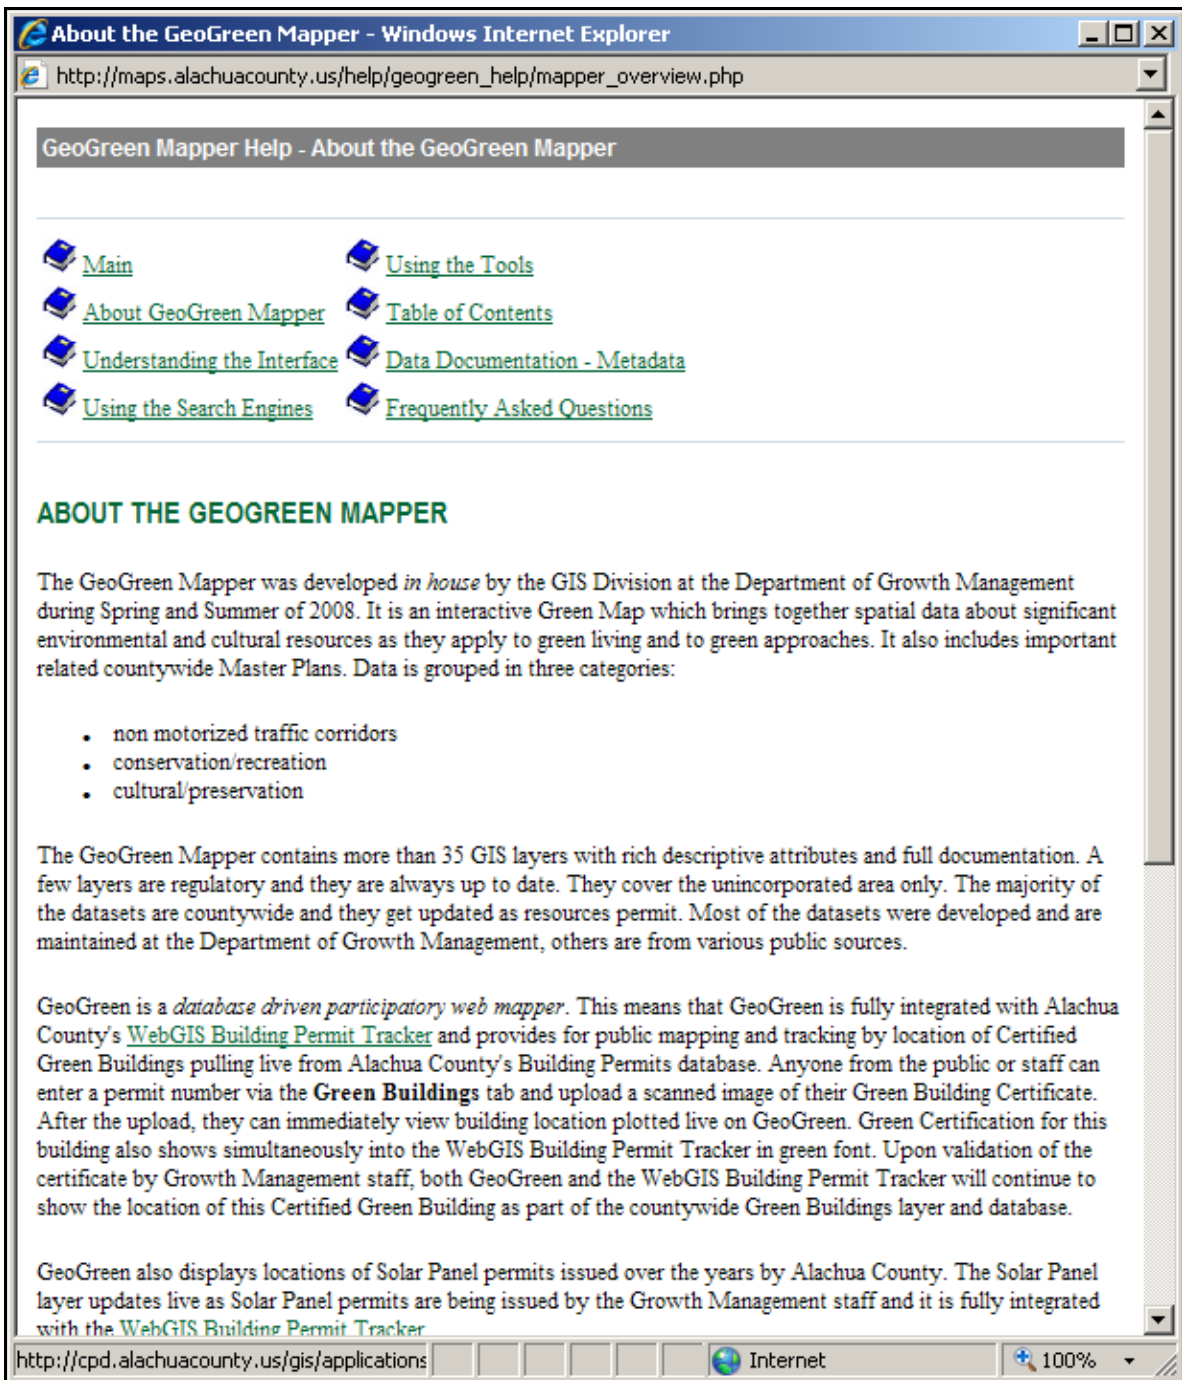 About the GeoGreen Mapper - Windows Internet Explorer
http://maps.alachuacounty.us/help/geogreen_help/mapper_overview.php
GeoGreen Mapper Help - About the GeoGreen Mapper
Main
Using the Tools
About GeoGreen Mapper
Table of Contents
Understanding the Interface
Data Documentation - Metadata
Using the Search Engines
Frequently Asked Questions
ABOUT THE GEOGREEN MAPPER
The GeoGreen Mapper was developed in house by the GIS Division at the Department of Growth Management
during Spring and Summer of 2008. It is an interactive Green Map which brings together spatial data about significant
environmental and cultural resources as they apply to green living and to green approaches. It also includes important
related countywide Master Plans. Data is grouped in three categories:
• non motorized traffic corridors
• conservation/recreation
• cultural/preservation
The GeoGreen Mapper contains more than 35 GIS layers with rich descriptive attributes and full documentation. A
few layers are regulatory and they are always up to date. They cover the unincorporated area only. The majority of
the datasets are countywide and they get updated as resources permit. Most of the datasets were developed and are
maintained at the Department of Growth Management, others are from various public sources.
GeoGreen is a database driven participatory web mapper. This means that GeoGreen is fully integrated with Alachua
County's WebGIS Building Permit Tracker and provides for public mapping and tracking by location of Certified
Green Buildings pulling live from Alachua County's Building Permits database. Anyone from the public or staff can
enter a permit number via the Green Buildings tab and upload a scanned image of their Green Building Certificate.
After the upload, they can immediately view building location plotted live on GeoGreen. Green Certification for this
building also shows simultaneously into the WebGIS Building Permit Tracker in green font. Upon validation of the
certificate by Growth Management staff, both GeoGreen and the WebGIS Building Permit Tracker will continue to
show the location of this Certified Green Building as part of the countywide Green Buildings layer and database.
GeoGreen also displays locations of Solar Panel permits issued over the years by Alachua County. The Solar Panel
layer updates live as Solar Panel permits are being issued by the Growth Management staff and it is fully integrated
with the WebGIS Building Permit Tracker
http://cpd.alachuacounty.us/gis/applications
Internet
100%